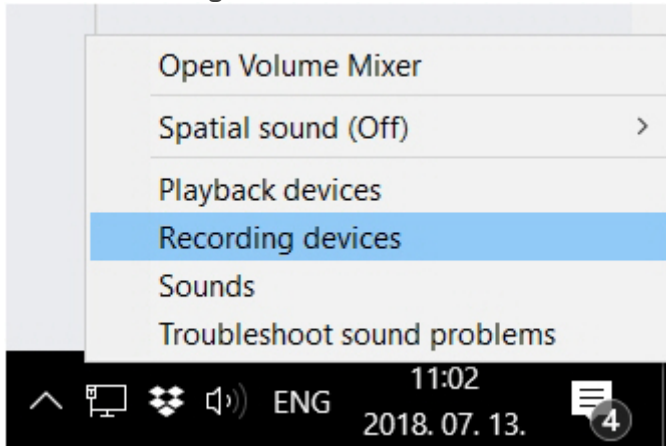 Open Volume Mixer
Spatial sound (Off)
Playback devices
Recording devices
Sounds
Troubleshoot sound problems
ENG
11:02
2018. 07. 13.
4